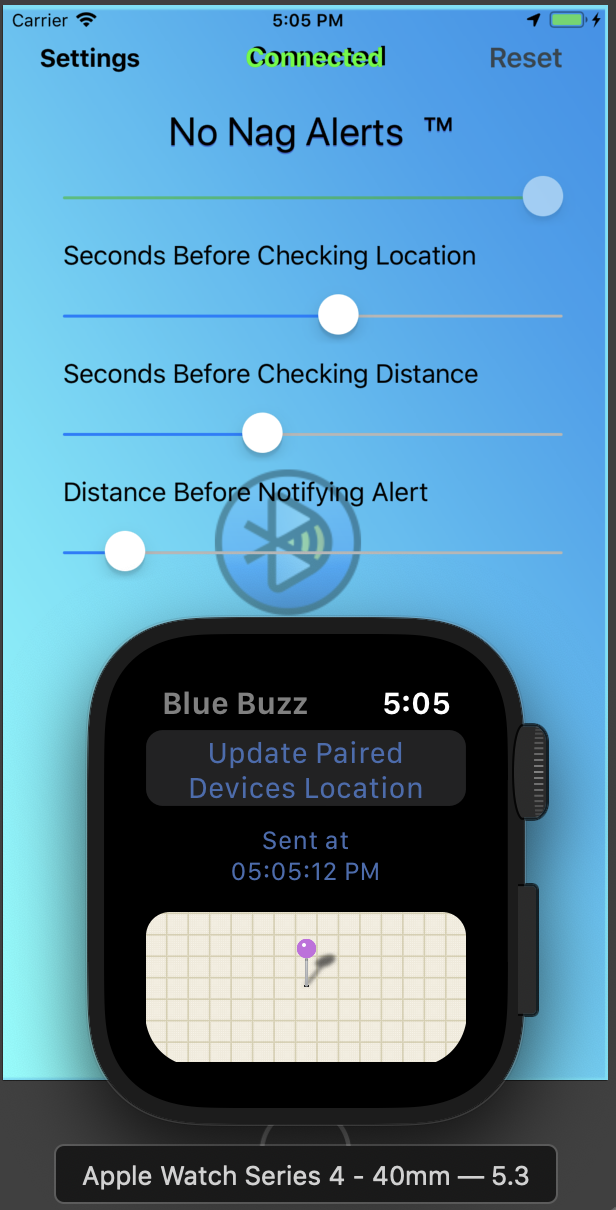 Carrier 5:05 PM
Settings Connected Reset
No Nag Alerts ™
Seconds Before Checking Location
Seconds Before Checking Distance
Distance Before Notifying Alert
Blue Buzz 5:05
Update Paired
Devices Location
Sent at
05:05:12 PM
Apple Watch Series 4 - 40mm — 5.3